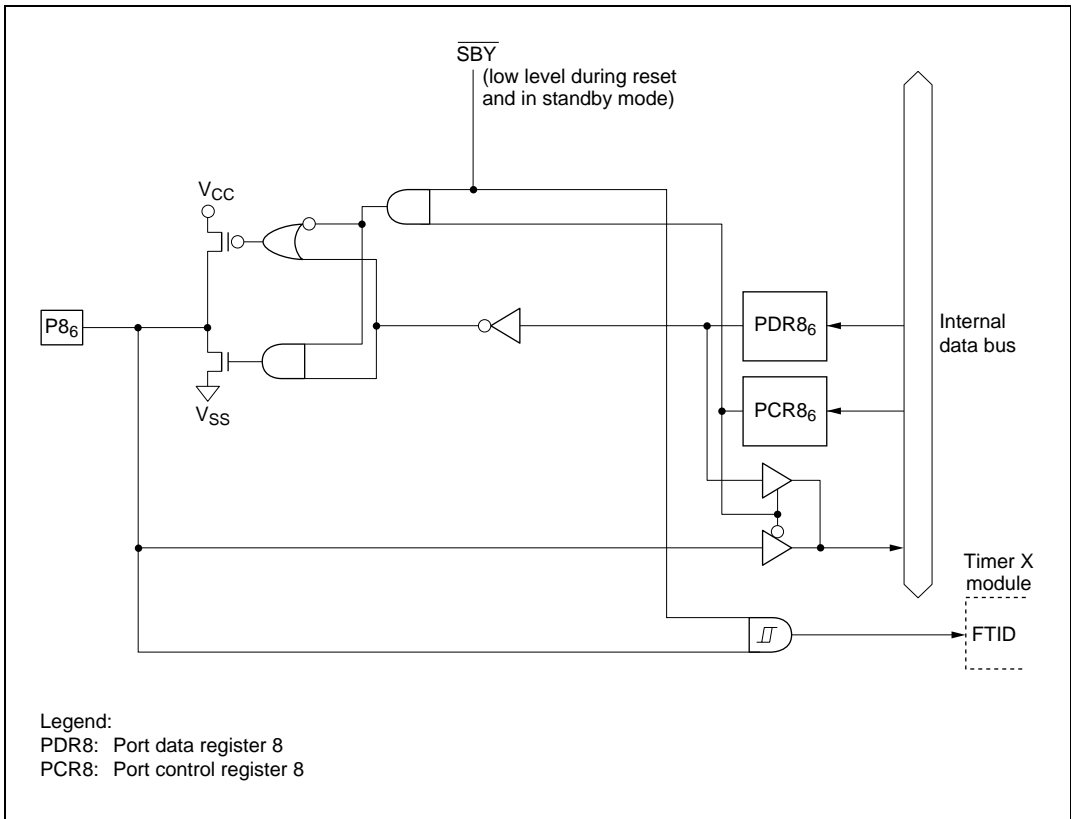 SBY
(low level during reset
and in standby mode)
VCC
P86
VSS
PDR86
PCR86
Internal
data bus
Timer X
module
FTID
Legend:
PDR8: Port data register 8
PCR8: Port control register 8